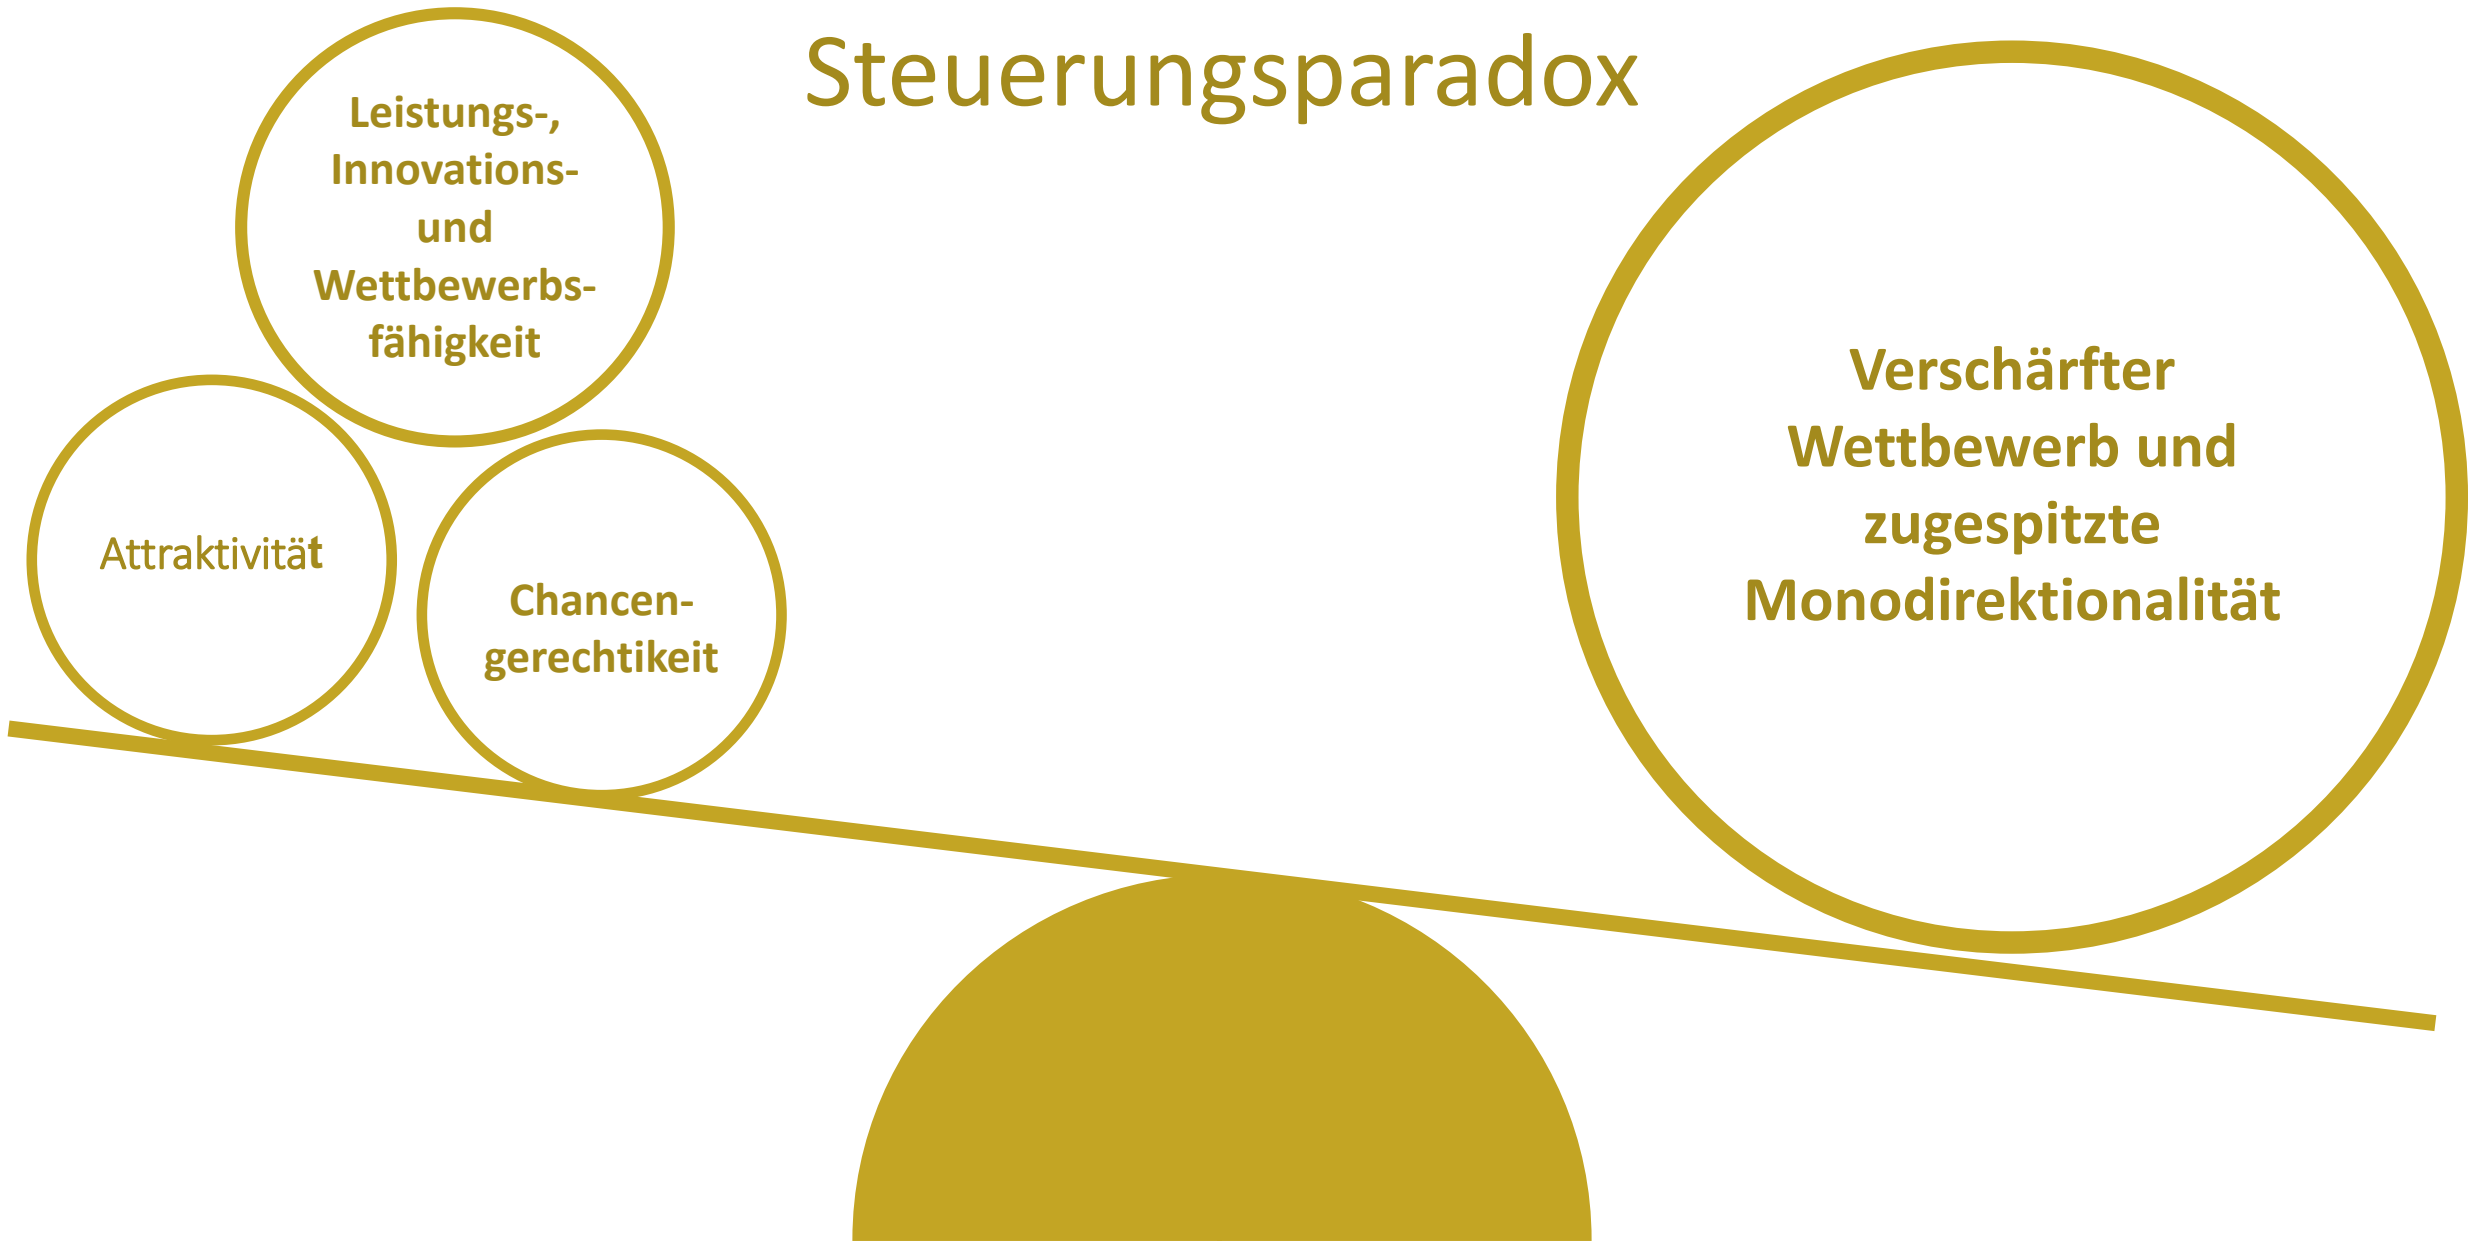 Steuerungsparadox
Leistungs-,
Innovations-
und
Wettbewerbs-
fähigkeit
Attraktivität
Chancen-
gerechtikeit
Verschärfter
Wettbewerb und
zugespitzte
Monodirektionalität